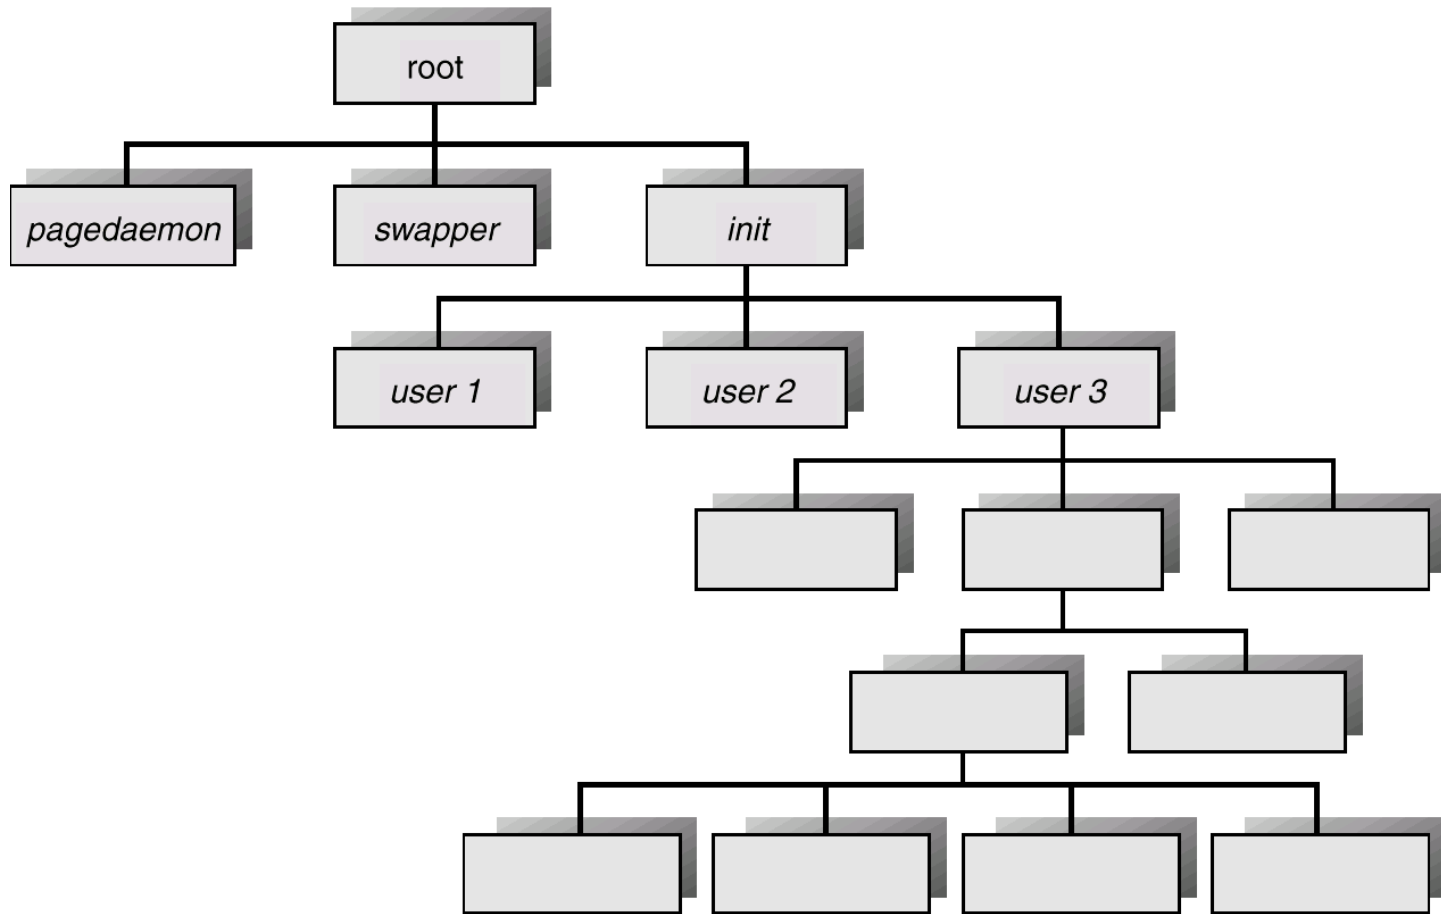 root
pagedaemon
swapper
init
user 1
user 2
user 3